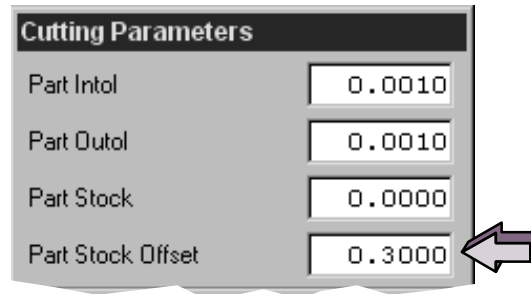 Cutting Parameters
Part Intol 0.0010
Part Outol 0.0010
Part Stock 0.0000
Part Stock Offset 0.3000